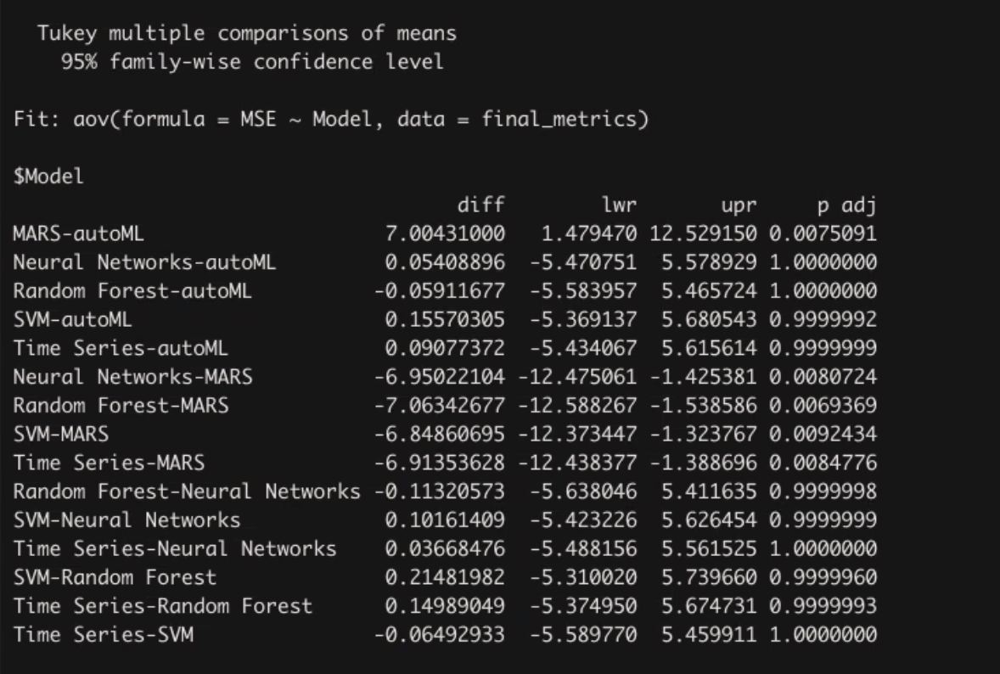 Tukey multiple comparisons of means
95% family-wise confidence level
Fit: aov(formula = MSE ~ Model, data = final_metrics)
$Model
diff lwr upr p adj
MARS-autoML 7.00431000 1.479470 12.529150 0.0075091
Neural Networks-autoML 0.05408896 -5.470751 5.578929 1.0000000
Random Forest-autoML -0.05911677 -5.583957 5.465724 1.0000000
SVM-autoML 0.15570305 -5.369137 5.680543 0.9999992
Time Series-autoML 0.09077372 -5.434067 5.615614 0.9999999
Neural Networks-MARS -6.95022104 -12.475061 -1.425381 0.0080724
Random Forest-MARS -7.06342677 -12.588267 -1.538586 0.0069369
SVM-MARS -6.84860695 -12.373447 -1.323767 0.0092434
Time Series-MARS -6.91353628 -12.438377 -1.388696 0.0084776
Random Forest-Neural Networks -0.11320573 -5.638046 5.411635 0.9999998
SVM-Neural Networks 0.10161409 -5.423226 5.626454 0.9999999
Time Series-Neural Networks 0.03668476 -5.488156 5.561525 1.0000000
SVM-Random Forest 0.21481982 -5.310020 5.739660 0.9999960
Time Series-Random Forest 0.14989049 -5.374950 5.674731 0.9999993
Time Series-SVM -0.06492933 -5.589770 5.459911 1.0000000